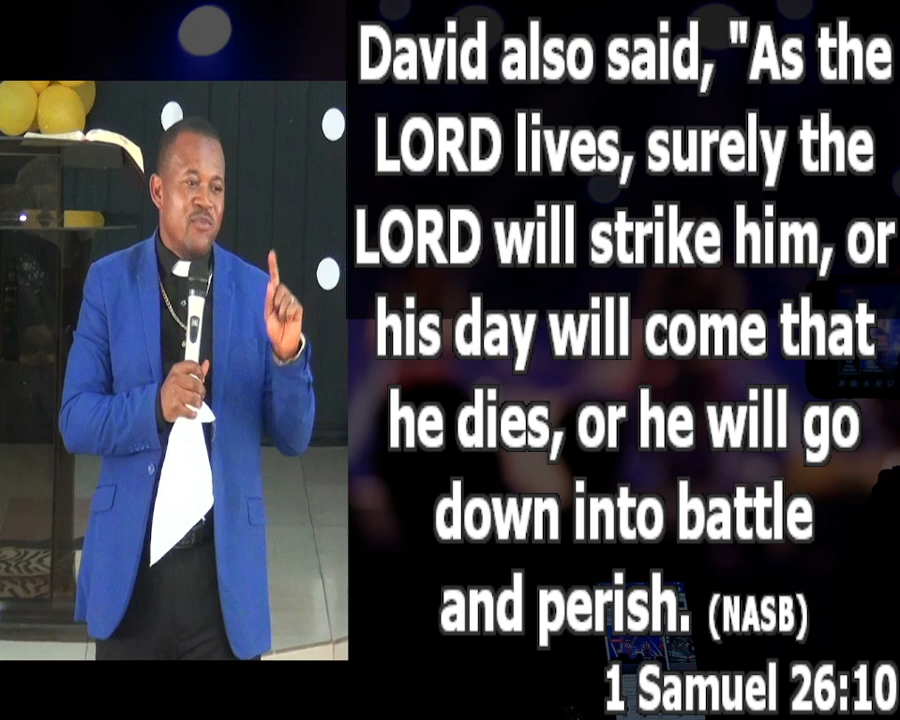 David also said, "As the
LORD lives, surely the
LORD will strike him, or
his day will come that
he dies, or he will go
down into battle
and perish. (NASB)
1 Samuel 26:10